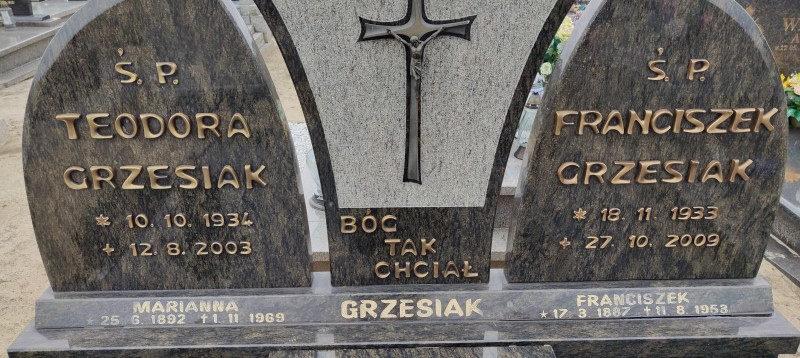 Ś. P.
TEODORA
GRZESIAK
* 10. 10. 1934
+ 12. 8. 2003
BÓG
TAK
CHCIAŁ
Ś. P.
FRANCISZEK
GRZESIAK
* 18. 11. 1933
+ 27. 10. 2009
MARIANNA
* 25. 6. 1892 +1. 11 1969
GRZESIAK
FRANCISZEK
* 17. 3. 1887 +11. 8. 1953